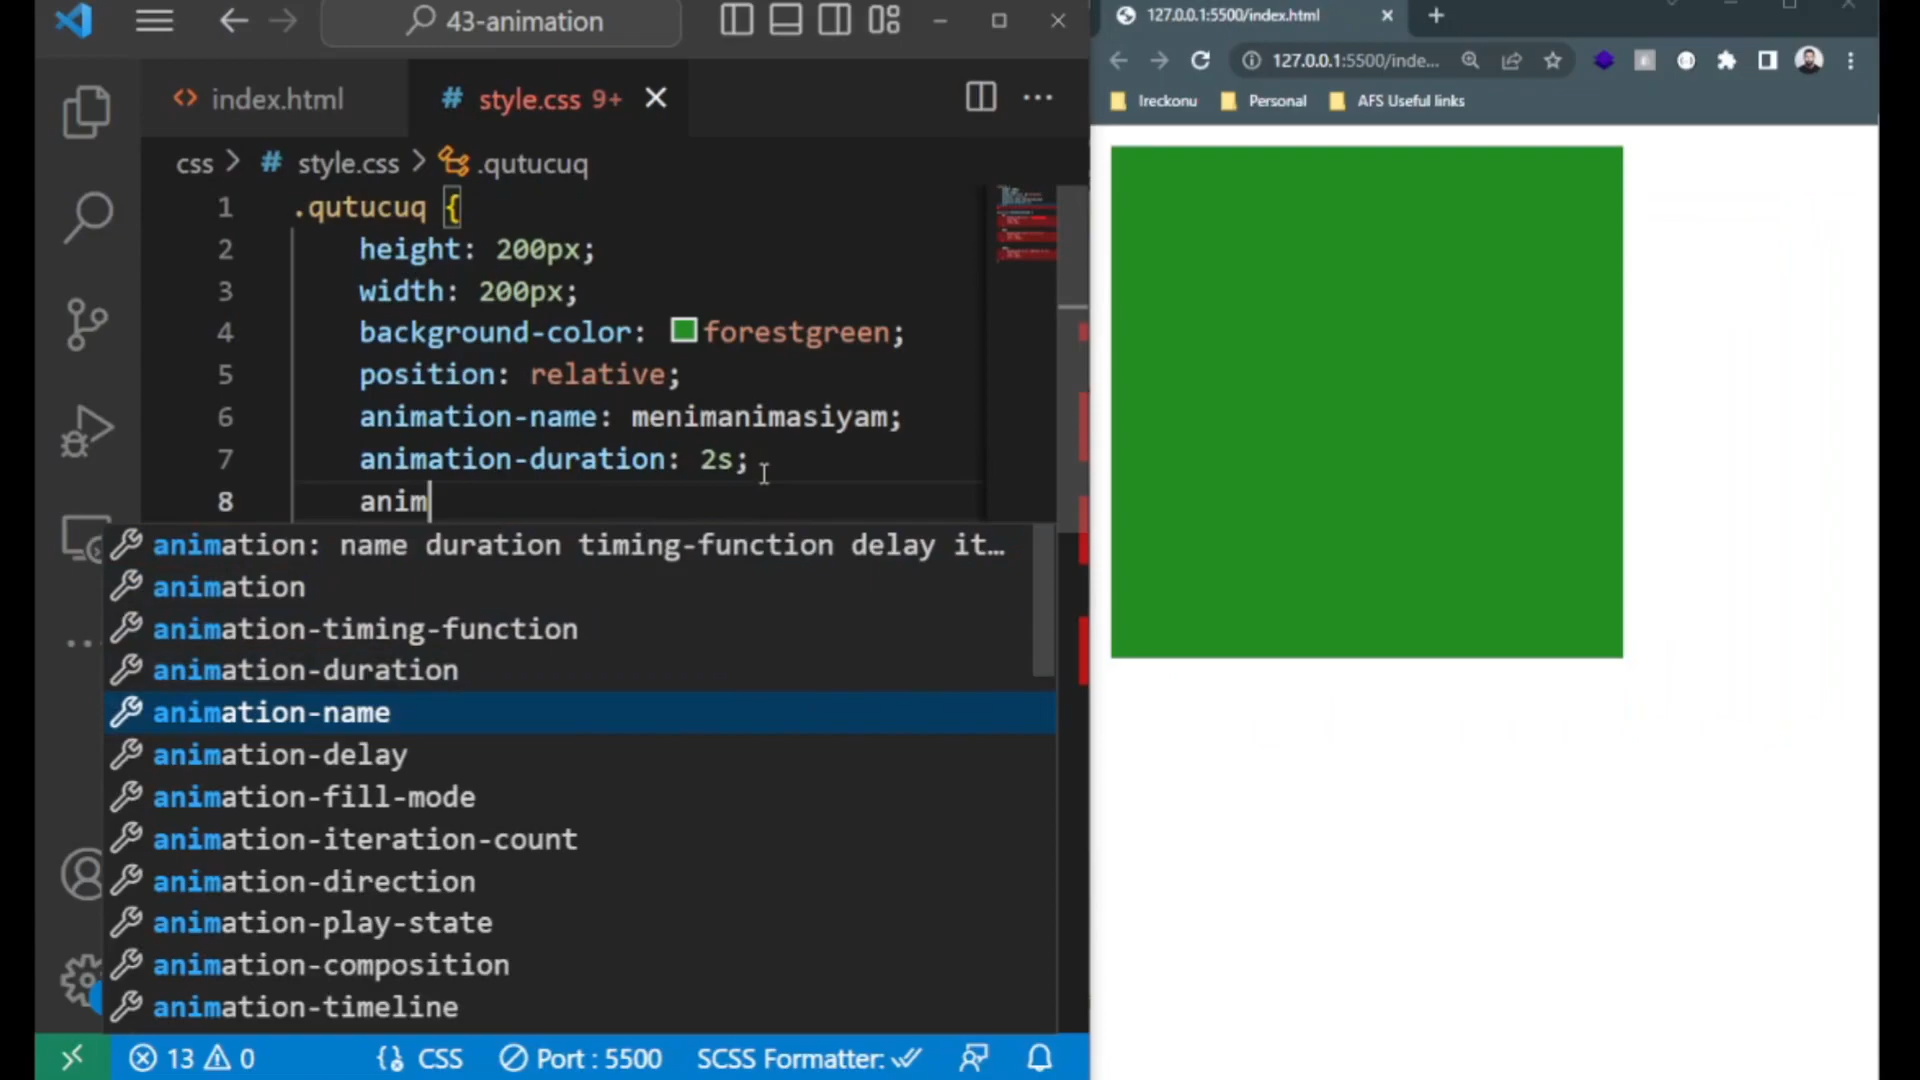 43-animation
index.html
style.css 9+
css > # style.css > .qutucuq
1 .qutucuq {
2 height: 200px;
3 width: 200px;
4 background-color: forestgreen;
5 position: relative;
6 animation-name: menimanimasiyam;
7 animation-duration: 2s;
8 anim
animation: name duration timing-function delay it…
animation
animation-timing-function
animation-duration
animation-name
animation-delay
animation-fill-mode
animation-iteration-count
animation-direction
animation-play-state
animation-composition
animation-timeline
13 0 CSS Port : 5500 SCSS Formatter:
127.0.0.1:5500/index.html
127.0.0.1:5500/inde...
Ireckonu Personal AFS Useful links